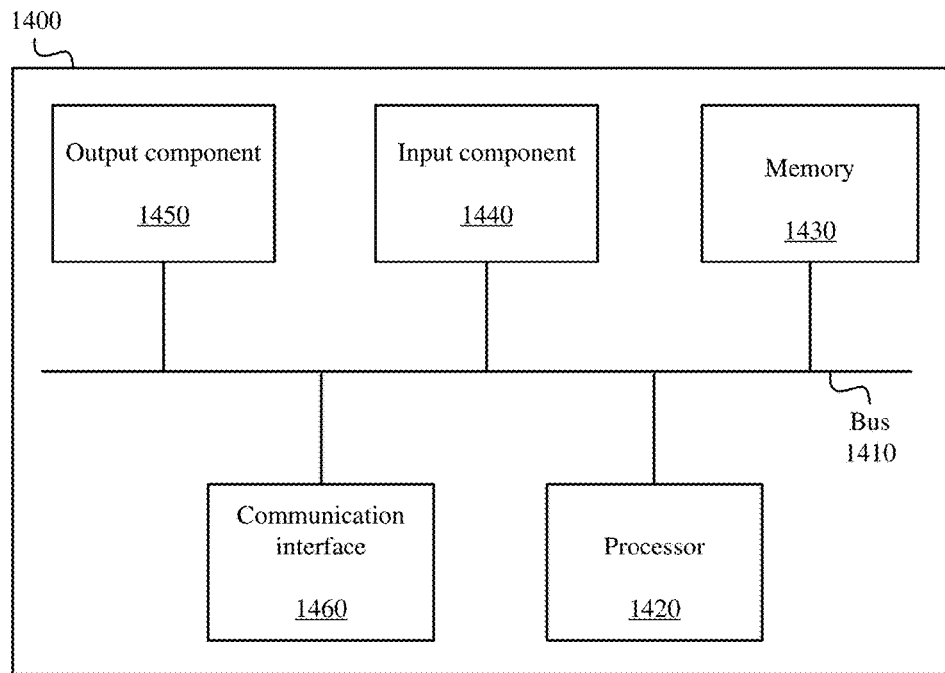 1400
Output component
1450
Input component
1440
Memory
1430
Bus
1410
Communication
interface
1460
Processor
1420